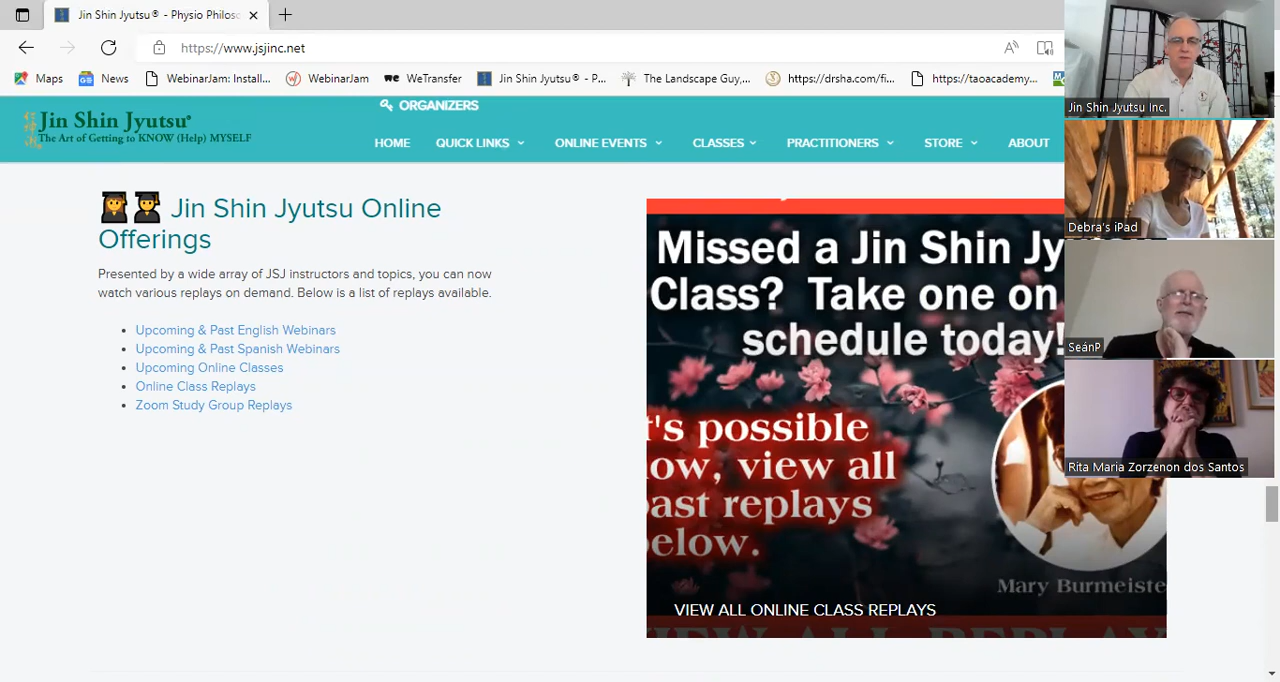 Jin Shin Jyutsu® - Physio Philosc
https://www.jsjinc.net
Maps
News
WebinarJam: Install...
WebinarJam
WeTransfer
Jin Shin Jyutsu® - P...
The Landscape Guy,...
https://drsha.com/fi...
https://taoacademy...
Jin Shin Jyutsu®
The Art of Getting to KNOW (Help) MYSELF
ORGANIZERS
HOME
QUICK LINKS
ONLINE EVENTS
CLASSES
PRACTITIONERS
STORE
ABOUT
Jin Shin Jyutsu Online
Offerings
Presented by a wide array of JSJ instructors and topics, you can now
watch various replays on demand. Below is a list of replays available.
Upcoming & Past English Webinars
Upcoming & Past Spanish Webinars
Upcoming Online Classes
Online Class Replays
Zoom Study Group Replays
Missed a Jin Shin Jy
Class? Take one on
schedule today!
t's possible
ow, view all
ast replays
elow.
Mary Burmeiste
VIEW ALL ONLINE CLASS REPLAYS
Jin Shin Jyutsu Inc.
Debra's iPad
SeánP
Rita Maria Zorzenon dos Santos